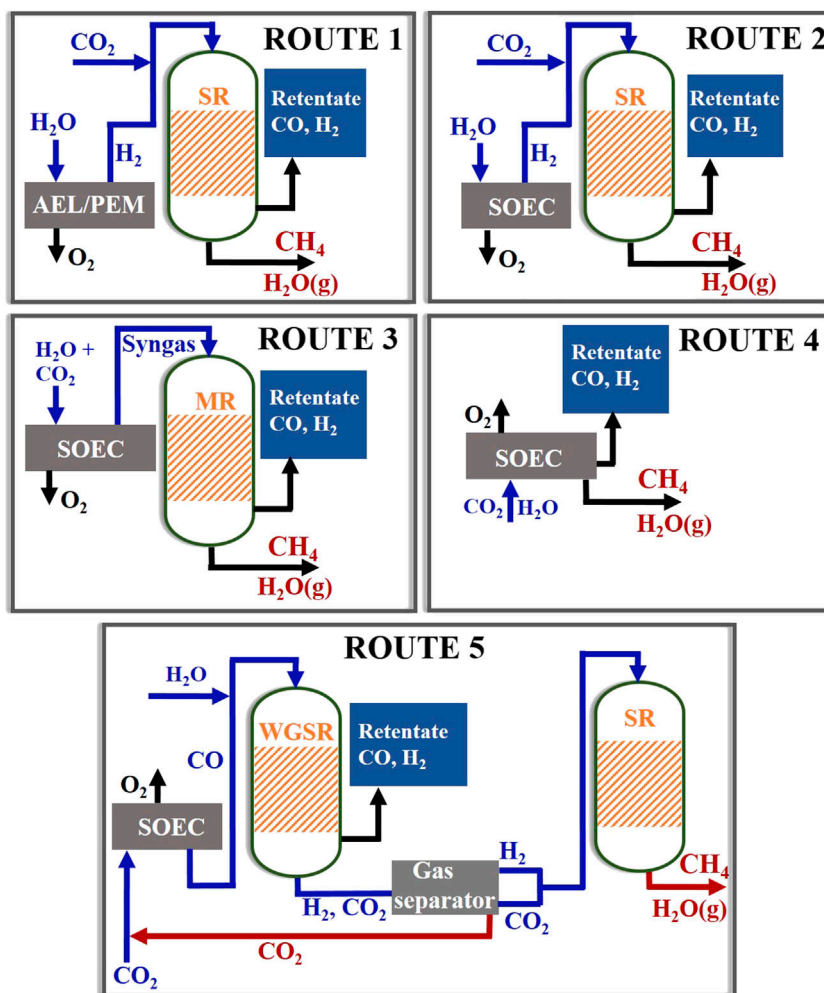 ROUTE 1
CO₂
SR
Retentate
CO, H₂
H₂O
H₂
AEL/PEM
O₂
CH₄
H₂O(g)
ROUTE 2
CO₂
SR
Retentate
CO, H₂
H₂O
H₂
SOEC
O₂
CH₄
H₂O(g)
ROUTE 3
H₂O +
CO₂
Syngas
MR
Retentate
CO, H₂
SOEC
O₂
CH₄
H₂O(g)
ROUTE 4
Retentate
CO, H₂
O₂
SOEC
CO₂
H₂O
CH₄
H₂O(g)
ROUTE 5
H₂O
WGSR
Retentate
CO, H₂
SR
CO
O₂
SOEC
Gas
separator
H₂
H₂, CO₂
CO₂
CH₄
H₂O(g)
CO₂
CO₂